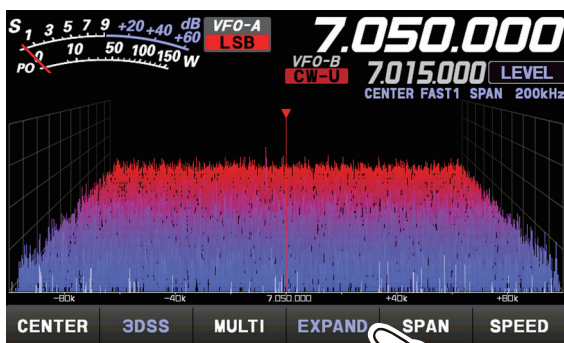 S 1 3 5 7 9 +20 +40 +60 dB
PO 0 10 50 100 150 W
VFO-A
LSB
7.050.000
VFO-B
CW-U
7.015.000
LEVEL
CENTER FAST1 SPAN 200kHz
-80k -40k 7.050.000 +40k +80k
CENTER 3DSS MULTI EXPAND SPAN SPEED